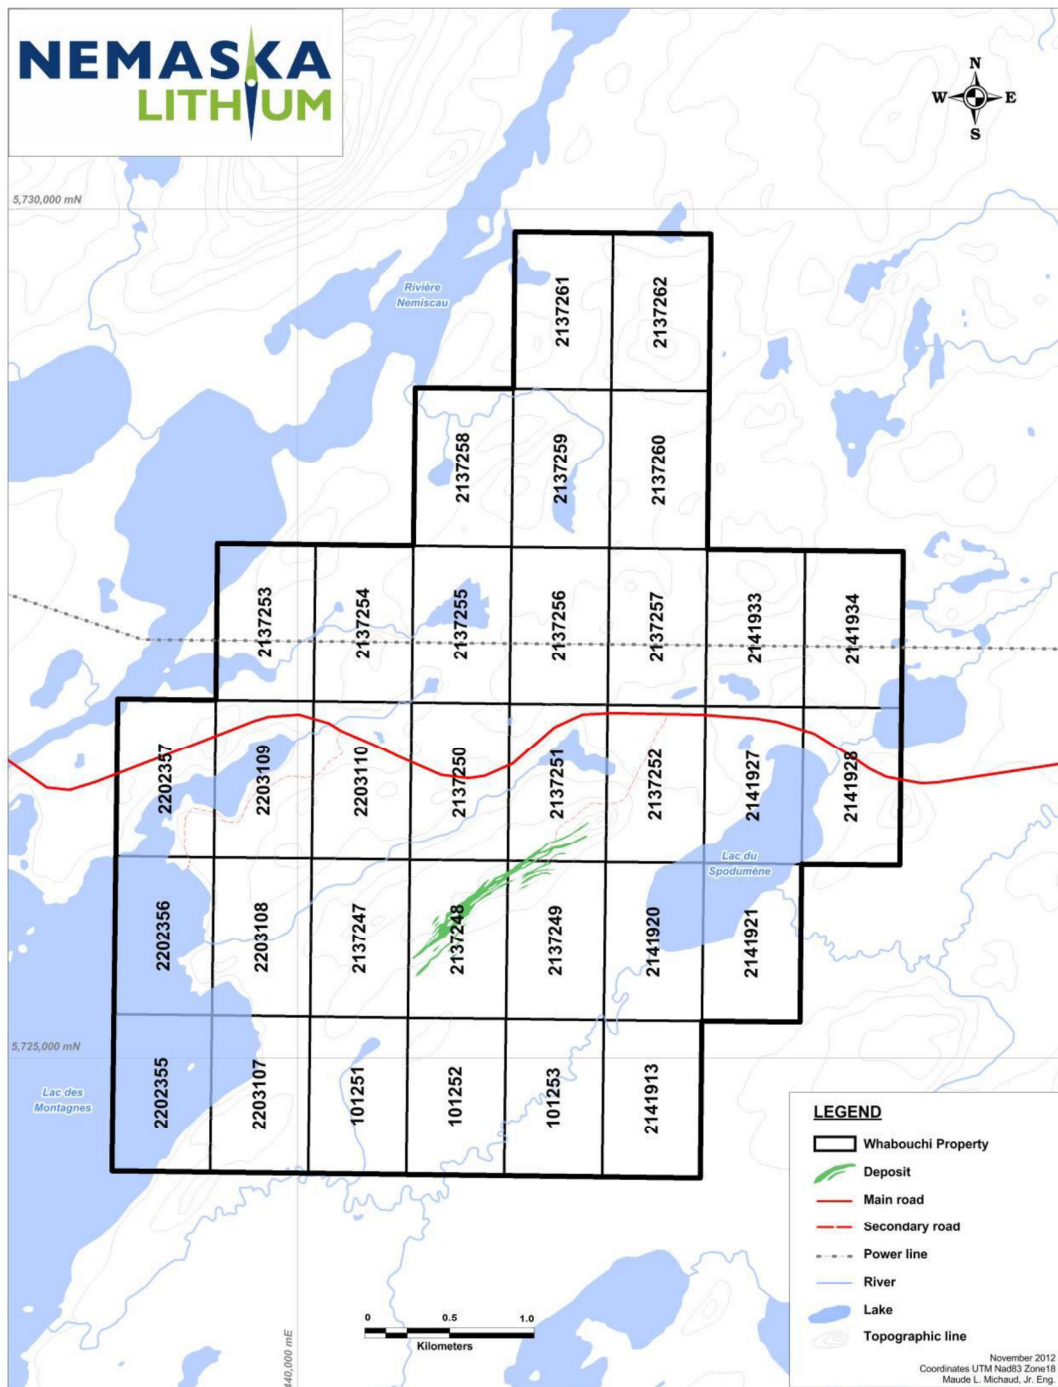 NEMASKA
LITHIUM
N
W E
S
5,730,000 mN
Rivière
Nemiscau
2137261
2137262
2137258
2137259
2137260
2137253
2137254
2137255
2137256
2137257
2141933
2141934
2202357
2203109
2203110
2137250
2137251
2137252
2141927
2141928
Lac du
Spodumène
2202356
2203108
2137247
2137248
2137249
2141920
2141921
5,725,000 mN
Lac des
Montagnes
2202355
2203107
101251
101252
101253
2141913
LEGEND
Whabouchi Property
Deposit
Main road
Secondary road
Power line
River
Lake
Topographic line
0 0.5 1.0
Kilometers
440,000 mE
November 2012
Coordinates UTM Nad83 Zone18
Maude L. Michaud, Jr. Eng.